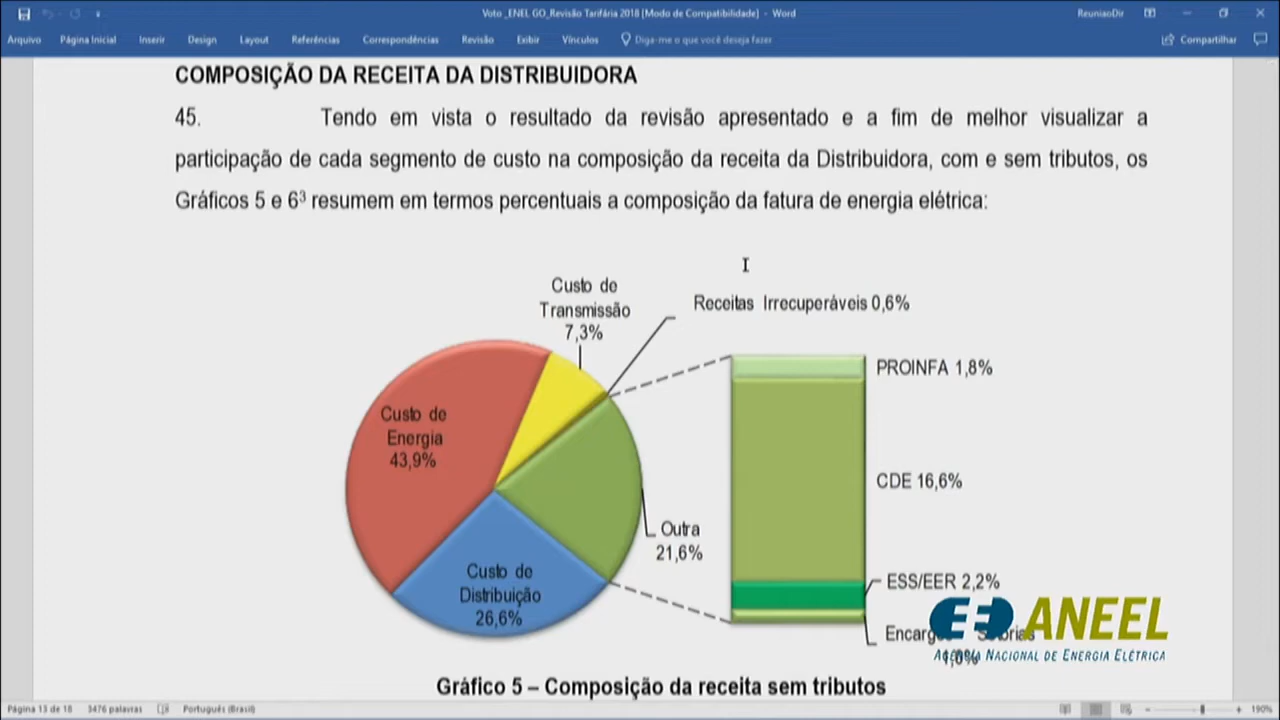 Voto _ENEL GO_Revisão Tarifária 2018 [Modo de Compatibilidade] - Word
ReuniaoDir
Arquivo Página Inicial Inserir Design Layout Referências Correspondências Revisão Exibir Vínculos Diga-me o que você deseja fazer Compartilhar
COMPOSIÇÃO DA RECEITA DA DISTRIBUIDORA
45. Tendo em vista o resultado da revisão apresentado e a fim de melhor visualizar a
participação de cada segmento de custo na composição da receita da Distribuidora, com e sem tributos, os
Gráficos 5 e 6³ resumem em termos percentuais a composição da fatura de energia elétrica:
Custo de
Transmissão
7,3%
Receitas Irrecuperáveis 0,6%
PROINFA 1,8%
Custo de
Energia
43,9%
CDE 16,6%
Outra
21,6%
Custo de
Distribuição
26,6%
ESS/EER 2,2%
1,0%
ANEEL
AGÊNCIA NACIONAL DE ENERGIA ELÉTRICA
Gráfico 5 – Composição da receita sem tributos
Página 13 de 18 3476 palavras Português (Brasil) 190%